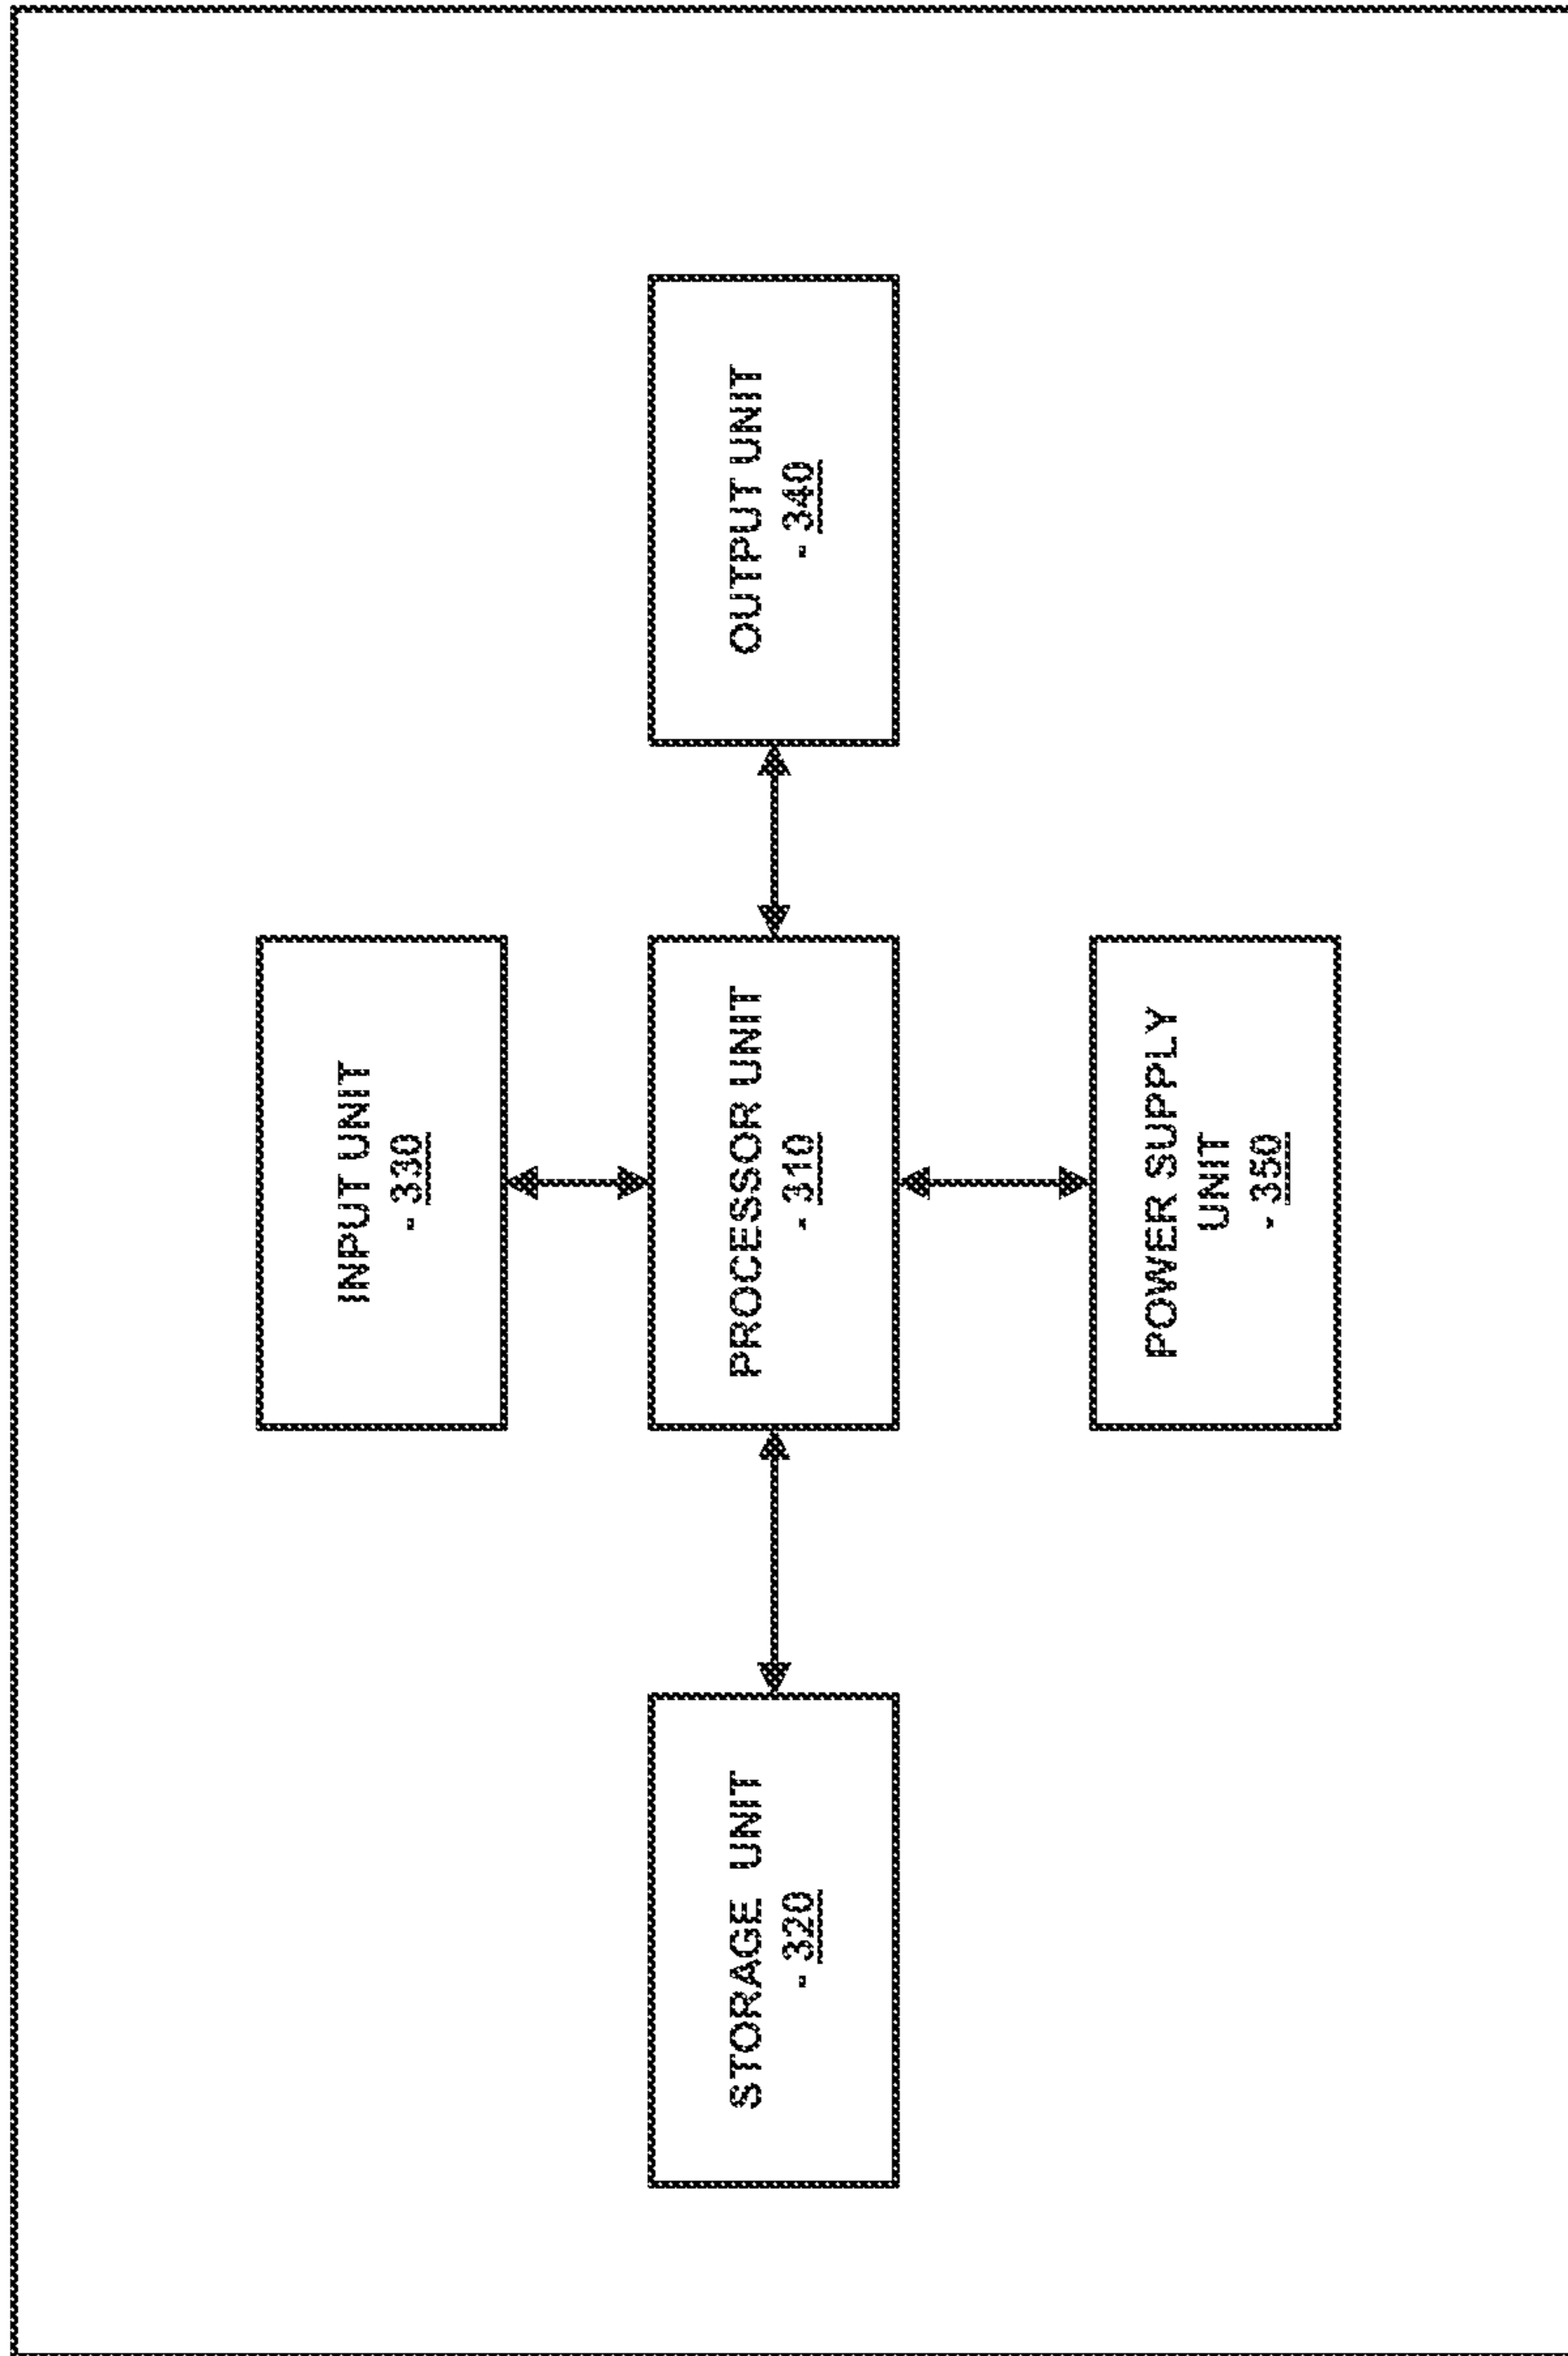 INPUT UNIT
- 330
STORAGE UNIT
- 320
PROCESSOR UNIT
- 310
OUTPUT UNIT
- 340
POWER SUPPLY
UNIT
- 350